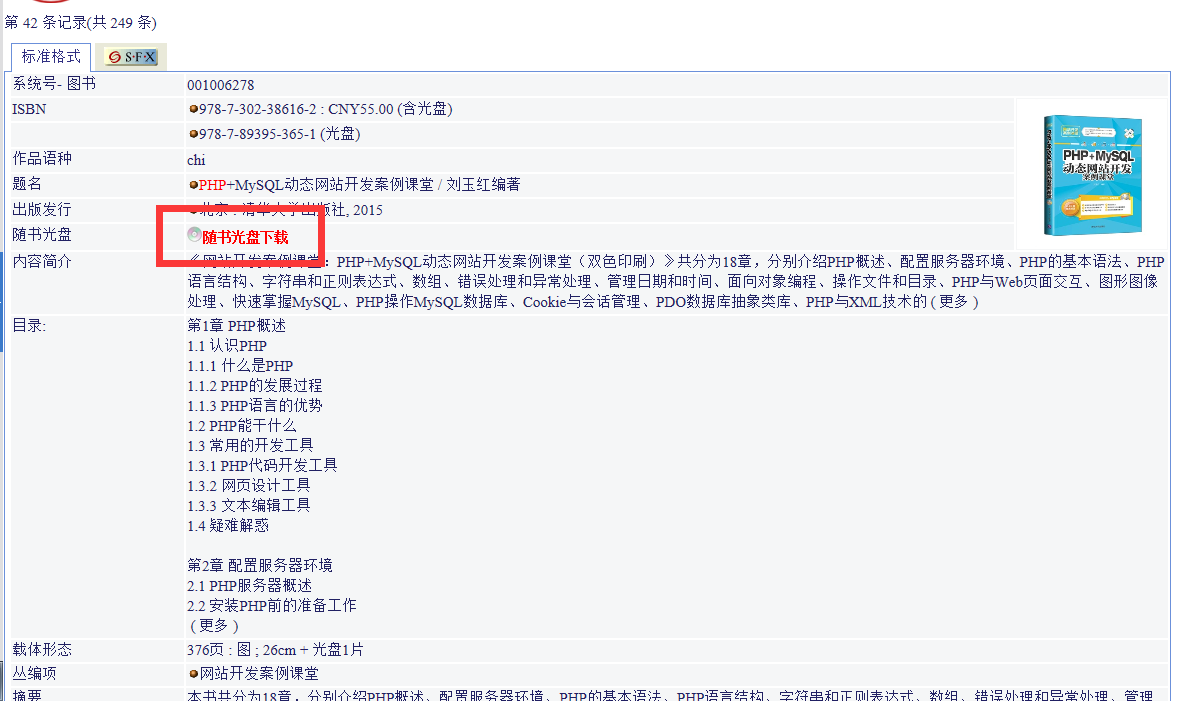 第 42 条记录(共 249 条)
标准格式 S·F·X
系统号- 图书 001006278
ISBN 978-7-302-38616-2 : CNY55.00 (含光盘)
978-7-89395-365-1 (光盘)
作品语种 chi
题名 PHP+MySQL动态网站开发案例课堂 / 刘玉红编著
出版发行 北京 : 清华大学出版社, 2015
随书光盘 随书光盘下载
内容简介 《网站开发案例课堂：PHP+MySQL动态网站开发案例课堂（双色印刷）》共分为18章，分别介绍PHP概述、配置服务器环境、PHP的基本语法、PHP
语言结构、字符串和正则表达式、数组、错误处理和异常处理、管理日期和时间、面向对象编程、操作文件和目录、PHP与Web页面交互、图形图像
处理、快速掌握MySQL、PHP操作MySQL数据库、Cookie与会话管理、PDO数据库抽象类库、PHP与XML技术的 ( 更多 )
PHP+MySQL
动态网站开发
案例课堂
目录: 第1章 PHP概述
1.1 认识PHP
1.1.1 什么是PHP
1.1.2 PHP的发展过程
1.1.3 PHP语言的优势
1.2 PHP能干什么
1.3 常用的开发工具
1.3.1 PHP代码开发工具
1.3.2 网页设计工具
1.3.3 文本编辑工具
1.4 疑难解惑
第2章 配置服务器环境
2.1 PHP服务器概述
2.2 安装PHP前的准备工作
( 更多 )
载体形态 376页 : 图 ; 26cm + 光盘1片
丛编项 网站开发案例课堂
摘要 本书共分为18章，分别介绍PHP概述、配置服务器环境、PHP的基本语法、PHP语言结构、字符串和正则表达式、数组、错误处理和异常处理、管理